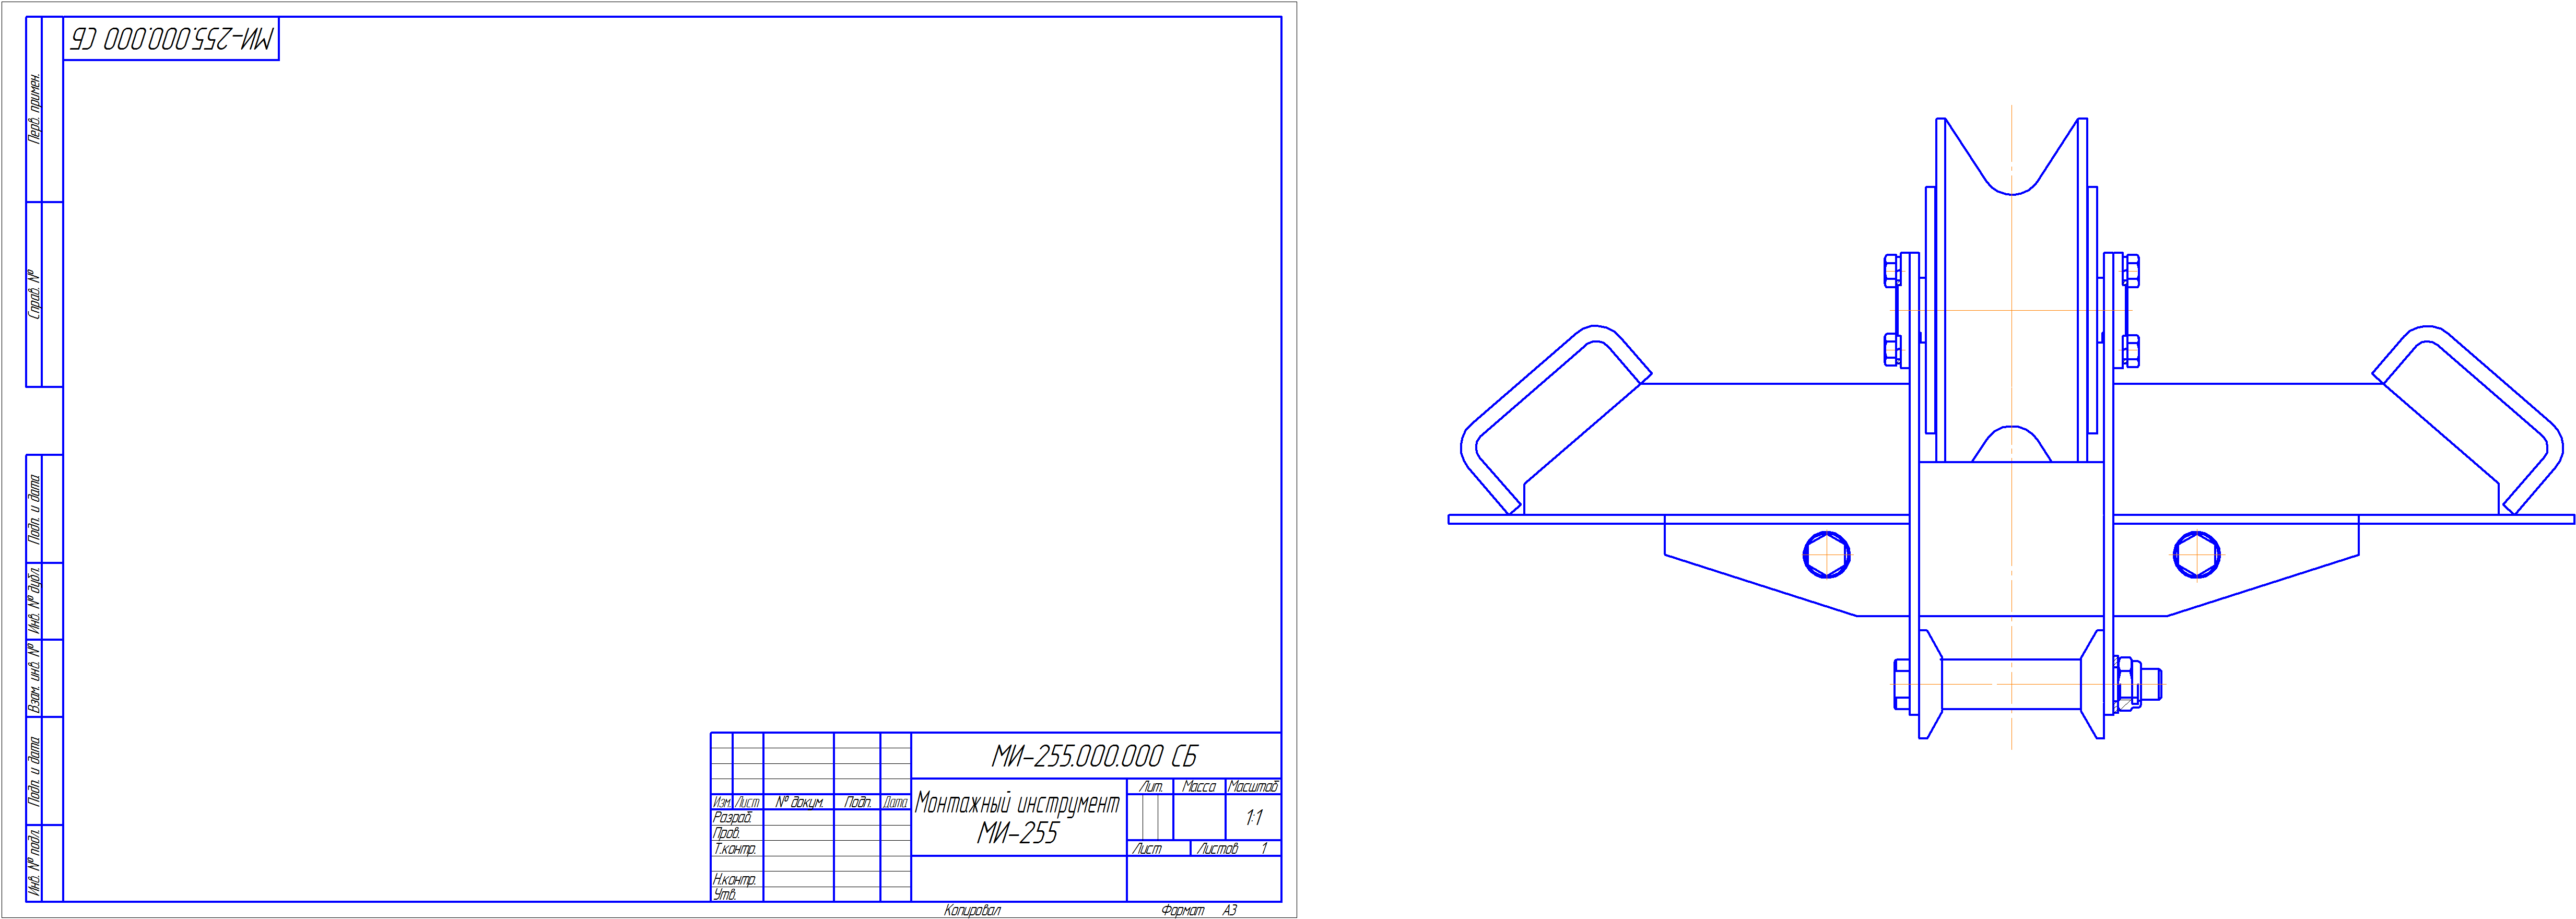 МИ-255.000.000 СБ
Перв. примен.
Справ. №
Подп. и дата
Инв. № дубл.
Взам. инв. №
Подп. и дата
Инв. № подл.
МИ-255.000.000 СБ
Изм. Лист № докум. Подп. Дата
Разраб.
Пров.
Т.контр.
Н.контр.
Утв.
Монтажный инструмент
МИ-255
Лит. Масса Масштаб
1:1
Лист Листов 1
Копировал Формат А3